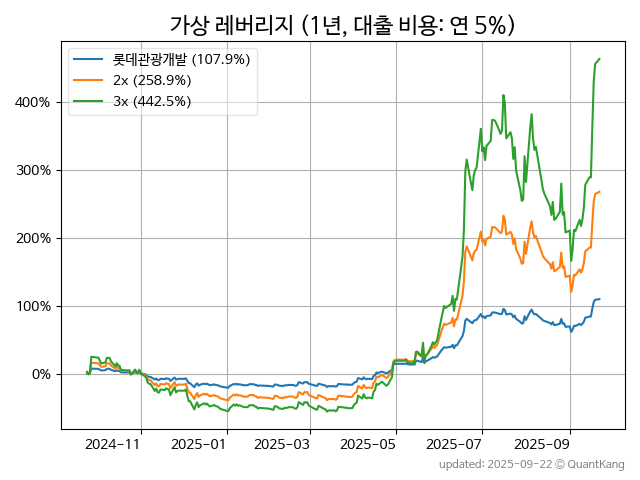 가상 레버리지 (1년, 대출 비용: 연 5%)
롯데관광개발 (107.9%)
2x (258.9%)
3x (442.5%)
400%
300%
200%
100%
0%
2024-11 2025-01 2025-03 2025-05 2025-07 2025-09
updated: 2025-09-22 © QuantKang